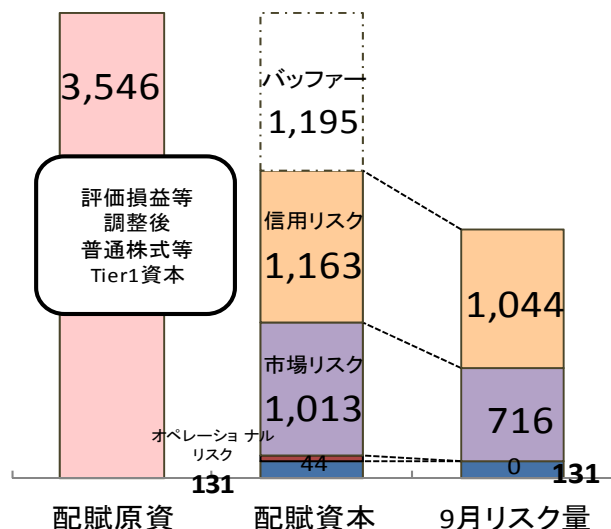 3,546
評価損益等
調整後
普通株式等
Tier1資本
バッファー
1,195
信用リスク
1,163
市場リスク
1,013
オペレーショナル
リスク
131
44
1,044
716
0
131
配賦原資
配賦資本
9月リスク量